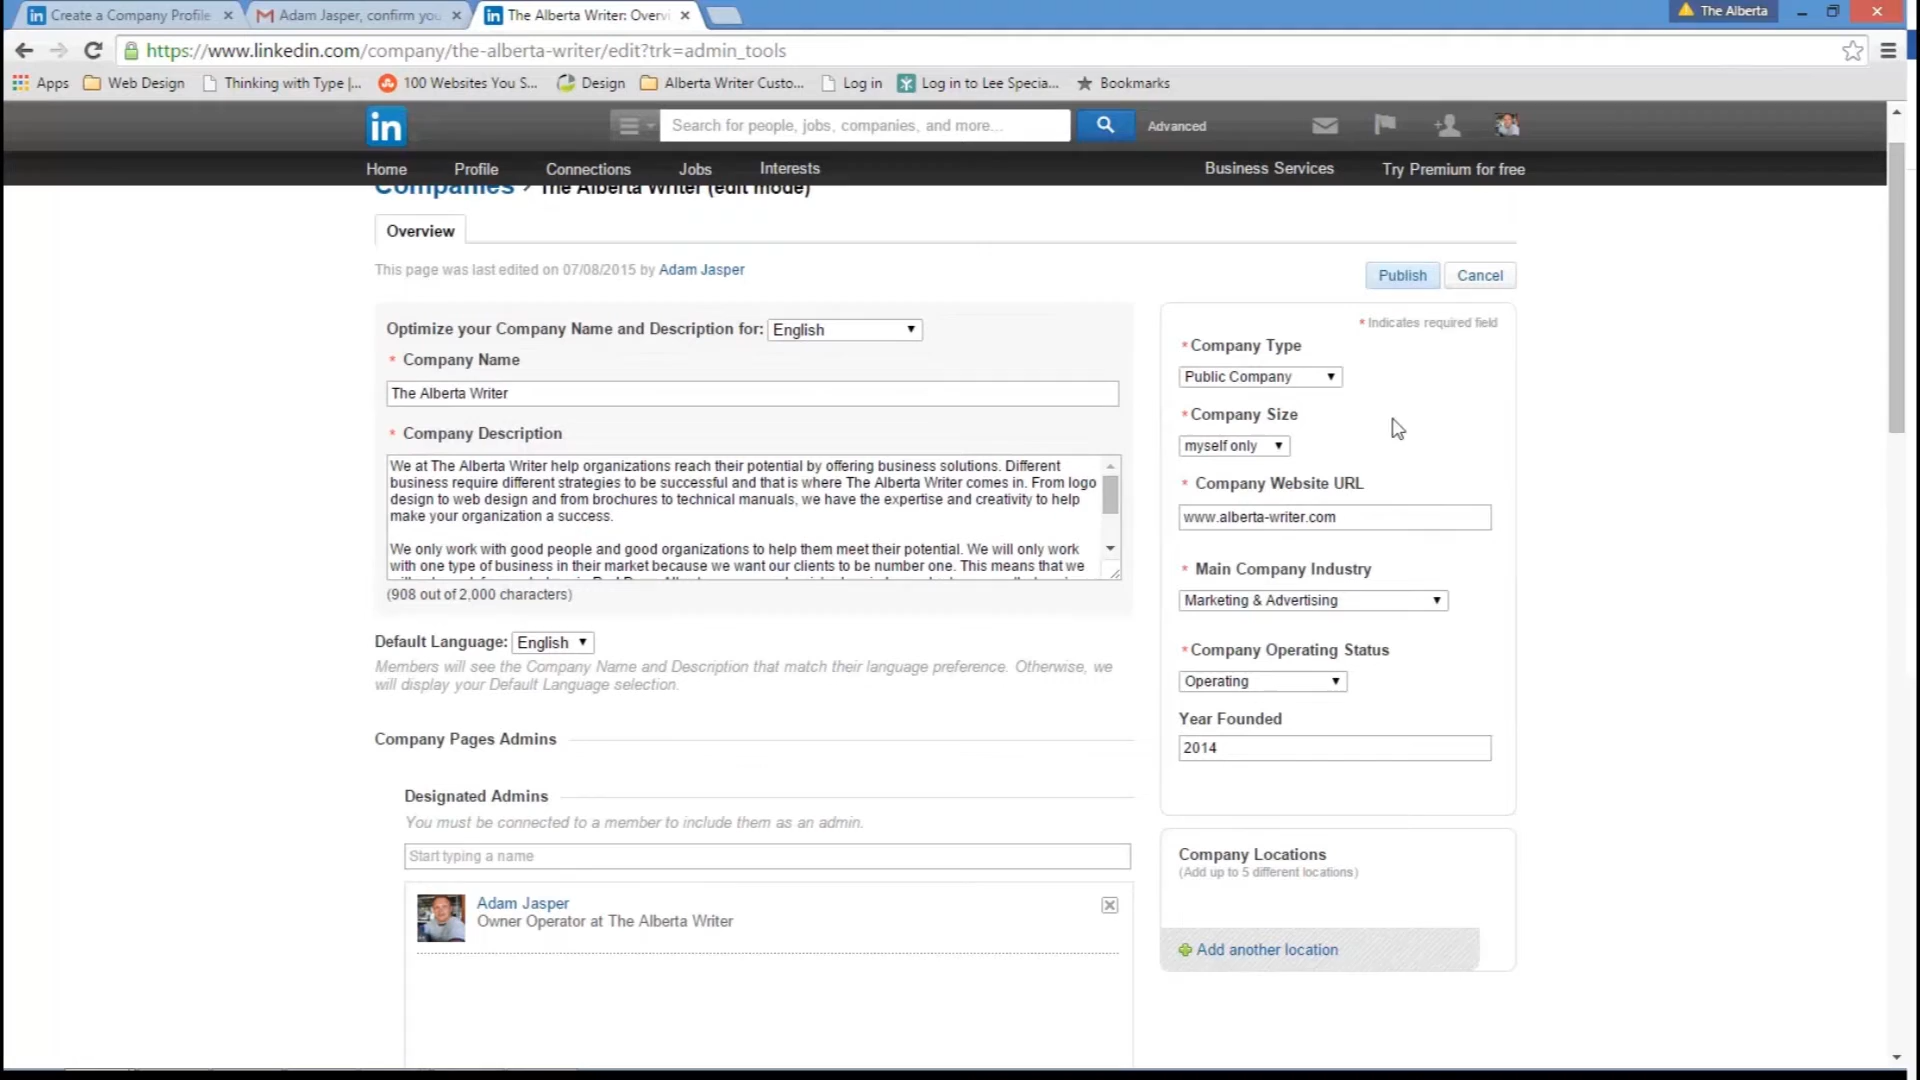 Create a Company Profile
Adam Jasper, confirm you
The Alberta Writer: Overvi
The Alberta
https://www.linkedin.com/company/the-alberta-writer/edit?trk=admin_tools
Apps
Web Design
Thinking with Type |...
100 Websites You S...
Design
Alberta Writer Custo...
Log in
Log in to Lee Specia...
Bookmarks
in
Search for people, jobs, companies, and more...
Advanced
Home
Profile
Connections
Jobs
Interests
Business Services
Try Premium for free
Companies › The Alberta Writer (edit mode)
Overview
This page was last edited on 07/08/2015 by Adam Jasper
Publish
Cancel
Optimize your Company Name and Description for: English
* Company Name
The Alberta Writer
* Company Description
We at The Alberta Writer help organizations reach their potential by offering business solutions. Different
business require different strategies to be successful and that is where The Alberta Writer comes in. From logo
design to web design and from brochures to technical manuals, we have the expertise and creativity to help
make your organization a success.
We only work with good people and good organizations to help them meet their potential. We will only work
with one type of business in their market because we want our clients to be number one. This means that we
(908 out of 2,000 characters)
Default Language: English
Members will see the Company Name and Description that match their language preference. Otherwise, we
will display your Default Language selection.
Company Pages Admins
Designated Admins
You must be connected to a member to include them as an admin.
Start typing a name
Adam Jasper
Owner Operator at The Alberta Writer
* Indicates required field
* Company Type
Public Company
* Company Size
myself only
* Company Website URL
www.alberta-writer.com
* Main Company Industry
Marketing & Advertising
* Company Operating Status
Operating
Year Founded
2014
Company Locations
(Add up to 5 different locations)
Add another location